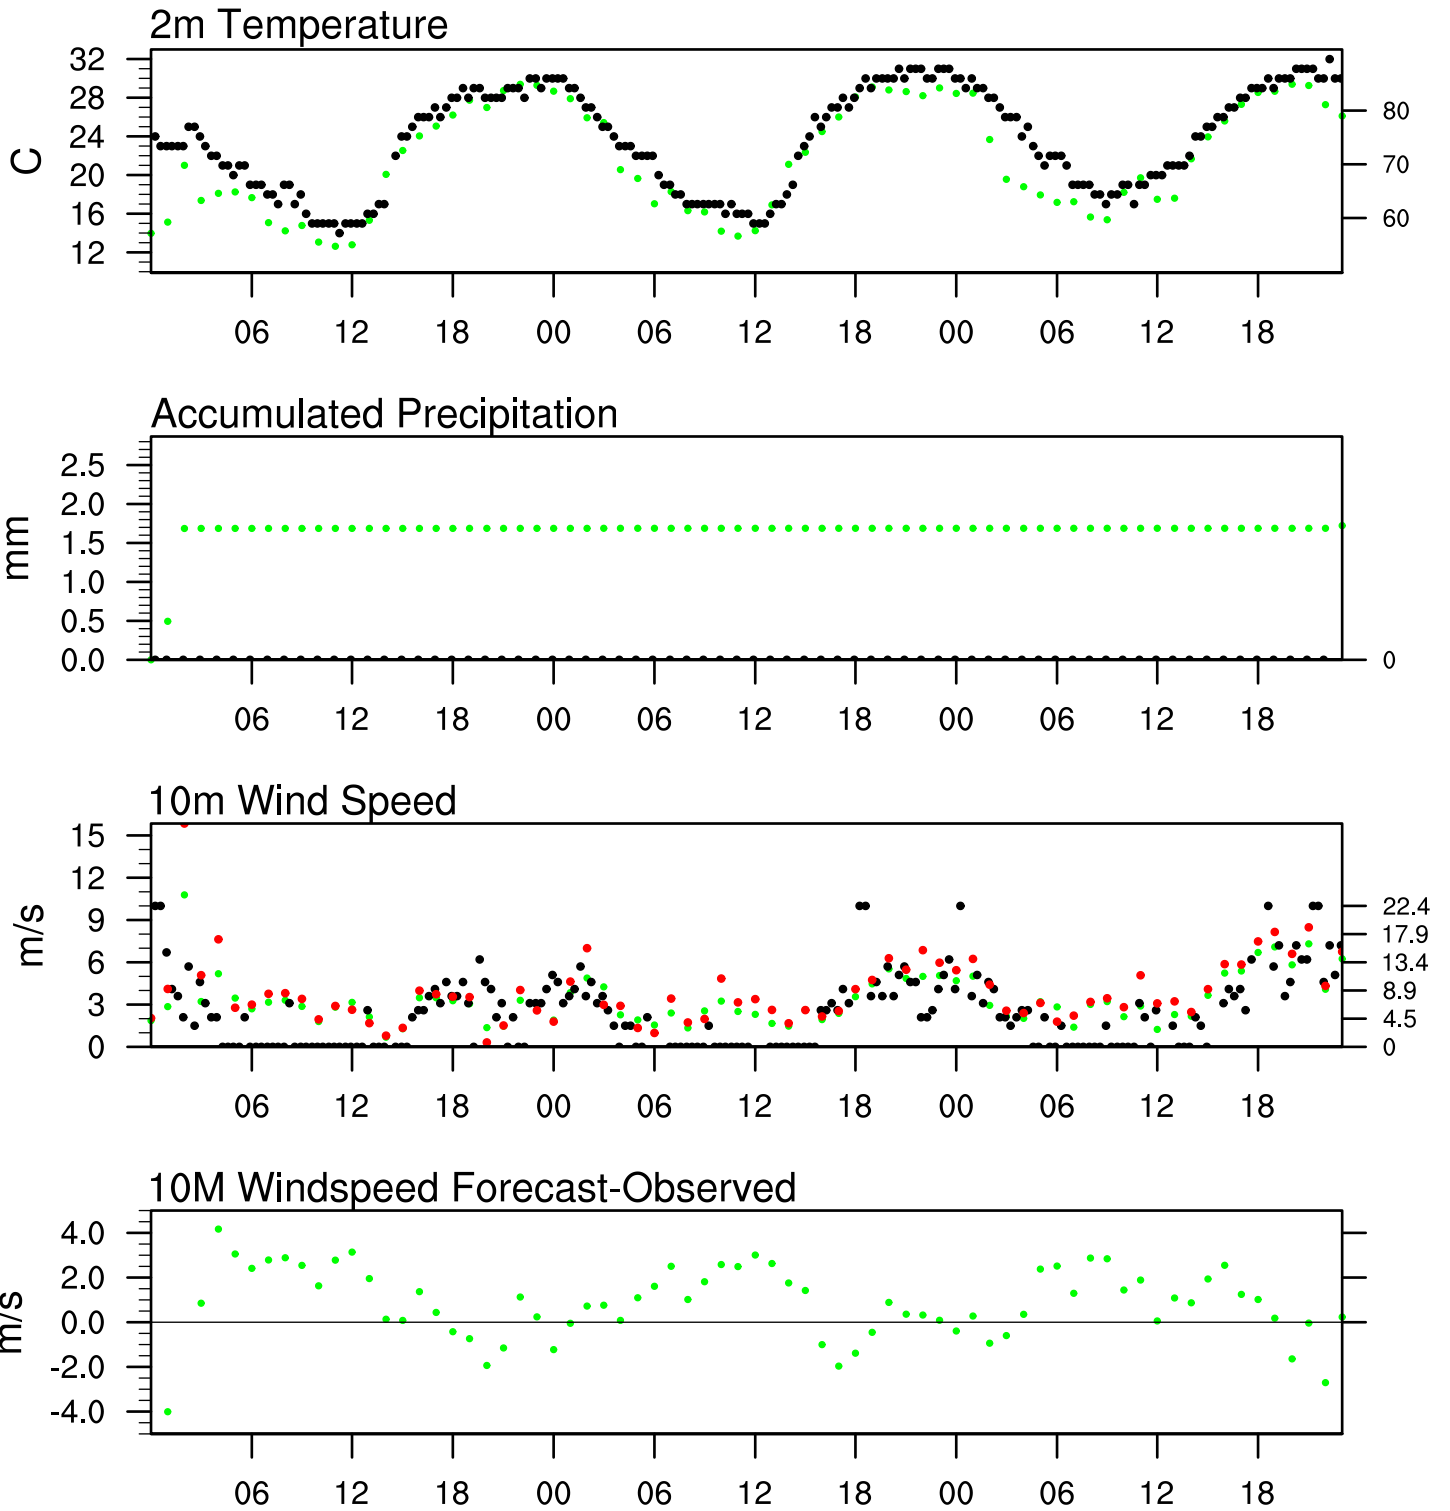 2m Temperature
32
28
24
20
16
12
C
80
70
60
06 12 18 00 06 12 18 00 06 12 18
Accumulated Precipitation
2.5
2.0
1.5
1.0
0.5
0.0
mm
0
06 12 18 00 06 12 18 00 06 12 18
10m Wind Speed
15
12
9
6
3
0
m/s
22.4
17.9
13.4
8.9
4.5
0
06 12 18 00 06 12 18 00 06 12 18
10M Windspeed Forecast-Observed
4.0
2.0
0.0
-2.0
-4.0
m/s
06 12 18 00 06 12 18 00 06 12 18